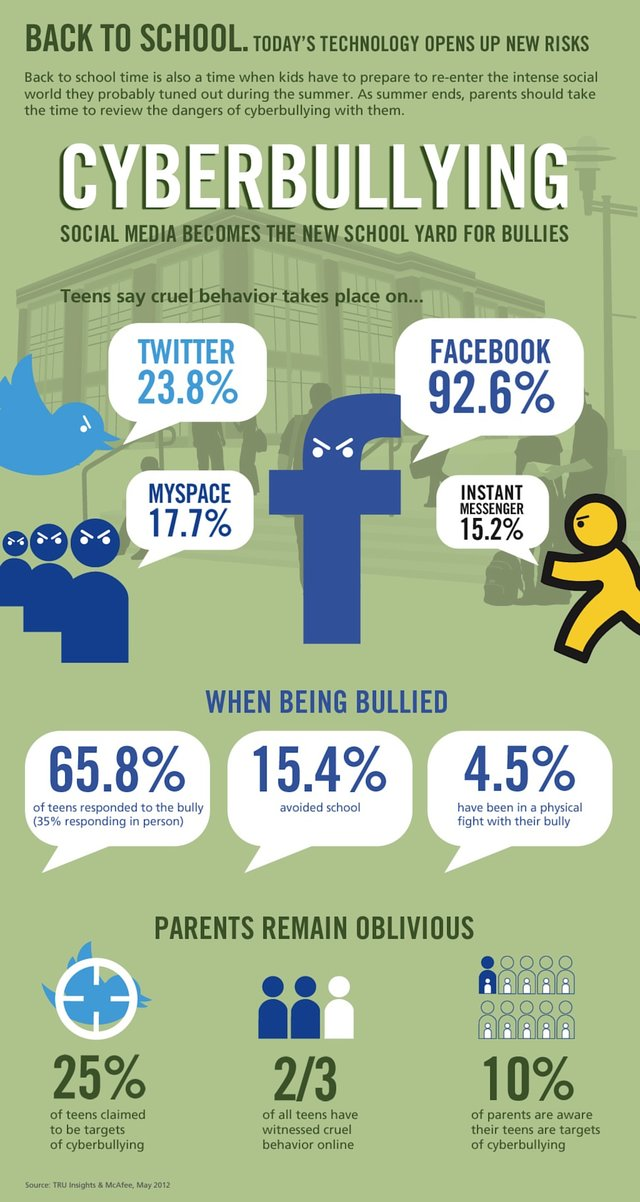 BACK TO SCHOOL. TODAY'S TECHNOLOGY OPENS UP NEW RISKS
Back to school time is also a time when kids have to prepare to re-enter the intense social
world they probably tuned out during the summer. As summer ends, parents should take
the time to review the dangers of cyberbullying with them.
CYBERBULLYING
SOCIAL MEDIA BECOMES THE NEW SCHOOL YARD FOR BULLIES
Teens say cruel behavior takes place on...
TWITTER
23.8%
FACEBOOK
92.6%
MYSPACE
17.7%
INSTANT
MESSENGER
15.2%
WHEN BEING BULLIED
65.8%
of teens responded to the bully
(35% responding in person)
15.4%
avoided school
4.5%
have been in a physical
fight with their bully
PARENTS REMAIN OBLIVIOUS
25%
of teens claimed
to be targets
of cyberbullying
2/3
of all teens have
witnessed cruel
behavior online
10%
of parents are aware
their teens are targets
of cyberbullying
Source: TRU Insights & McAfee, May 2012